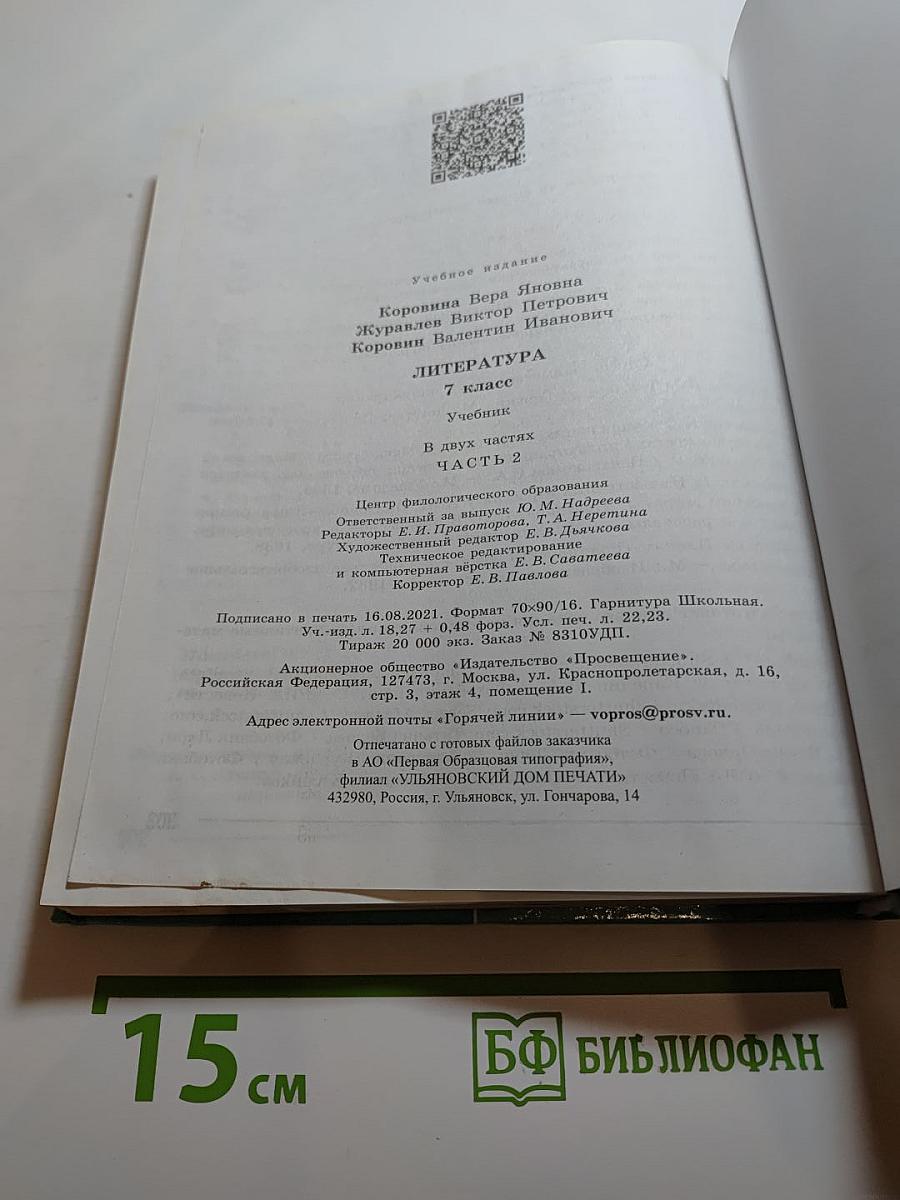 Учебное издание
Коровина Вера Яновна
Журавлев Виктор Петрович
Коровин Валентин Иванович
ЛИТЕРАТУРА
7 класс
Учебник
В двух частях
ЧАСТЬ 2
Центр филологического образования
Ответственный за выпуск Ю. М. Надреева
Редакторы Е. И. Правоторова, Т. А. Неретина
Художественный редактор Е. В. Дьячкова
Техническое редактирование
и компьютерная вёрстка Е. В. Саватеева
Корректор Е. В. Павлова
Подписано в печать 16.08.2021. Формат 70×90/16. Гарнитура Школьная.
Уч.-изд. л. 18,27 + 0,48 форз. Усл. печ. л. 22,23.
Тираж 20 000 экз. Заказ № 8310УДП.
Акционерное общество «Издательство «Просвещение».
Российская Федерация, 127473, г. Москва, ул. Краснопролетарская, д. 16,
стр. 3, этаж 4, помещение I.
Адрес электронной почты «Горячей линии» — vopros@prosv.ru.
Отпечатано с готовых файлов заказчика
в АО «Первая Образцовая типография»,
филиал «УЛЬЯНОВСКИЙ ДОМ ПЕЧАТИ»
432980, Россия, г. Ульяновск, ул. Гончарова, 14
15 см
БФ БИБЛИОФАН